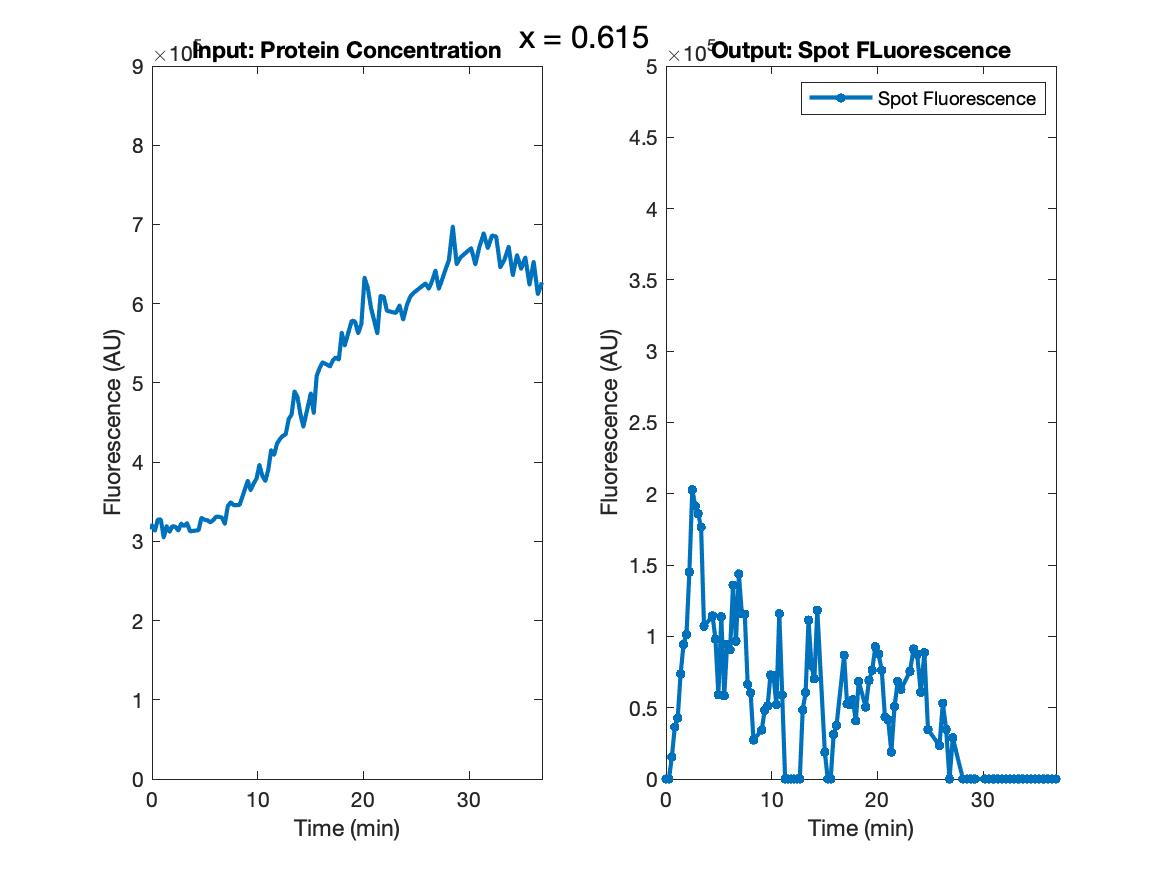 x = 0.615
×10⁵
Input: Protein Concentration
9
8
7
6
5
4
3
2
1
0
Fluorescence (AU)
0 10 20 30
Time (min)
×10⁵
Output: Spot FLuorescence
Spot Fluorescence
5
4.5
4
3.5
3
2.5
2
1.5
1
0.5
0
Fluorescence (AU)
0 10 20 30
Time (min)